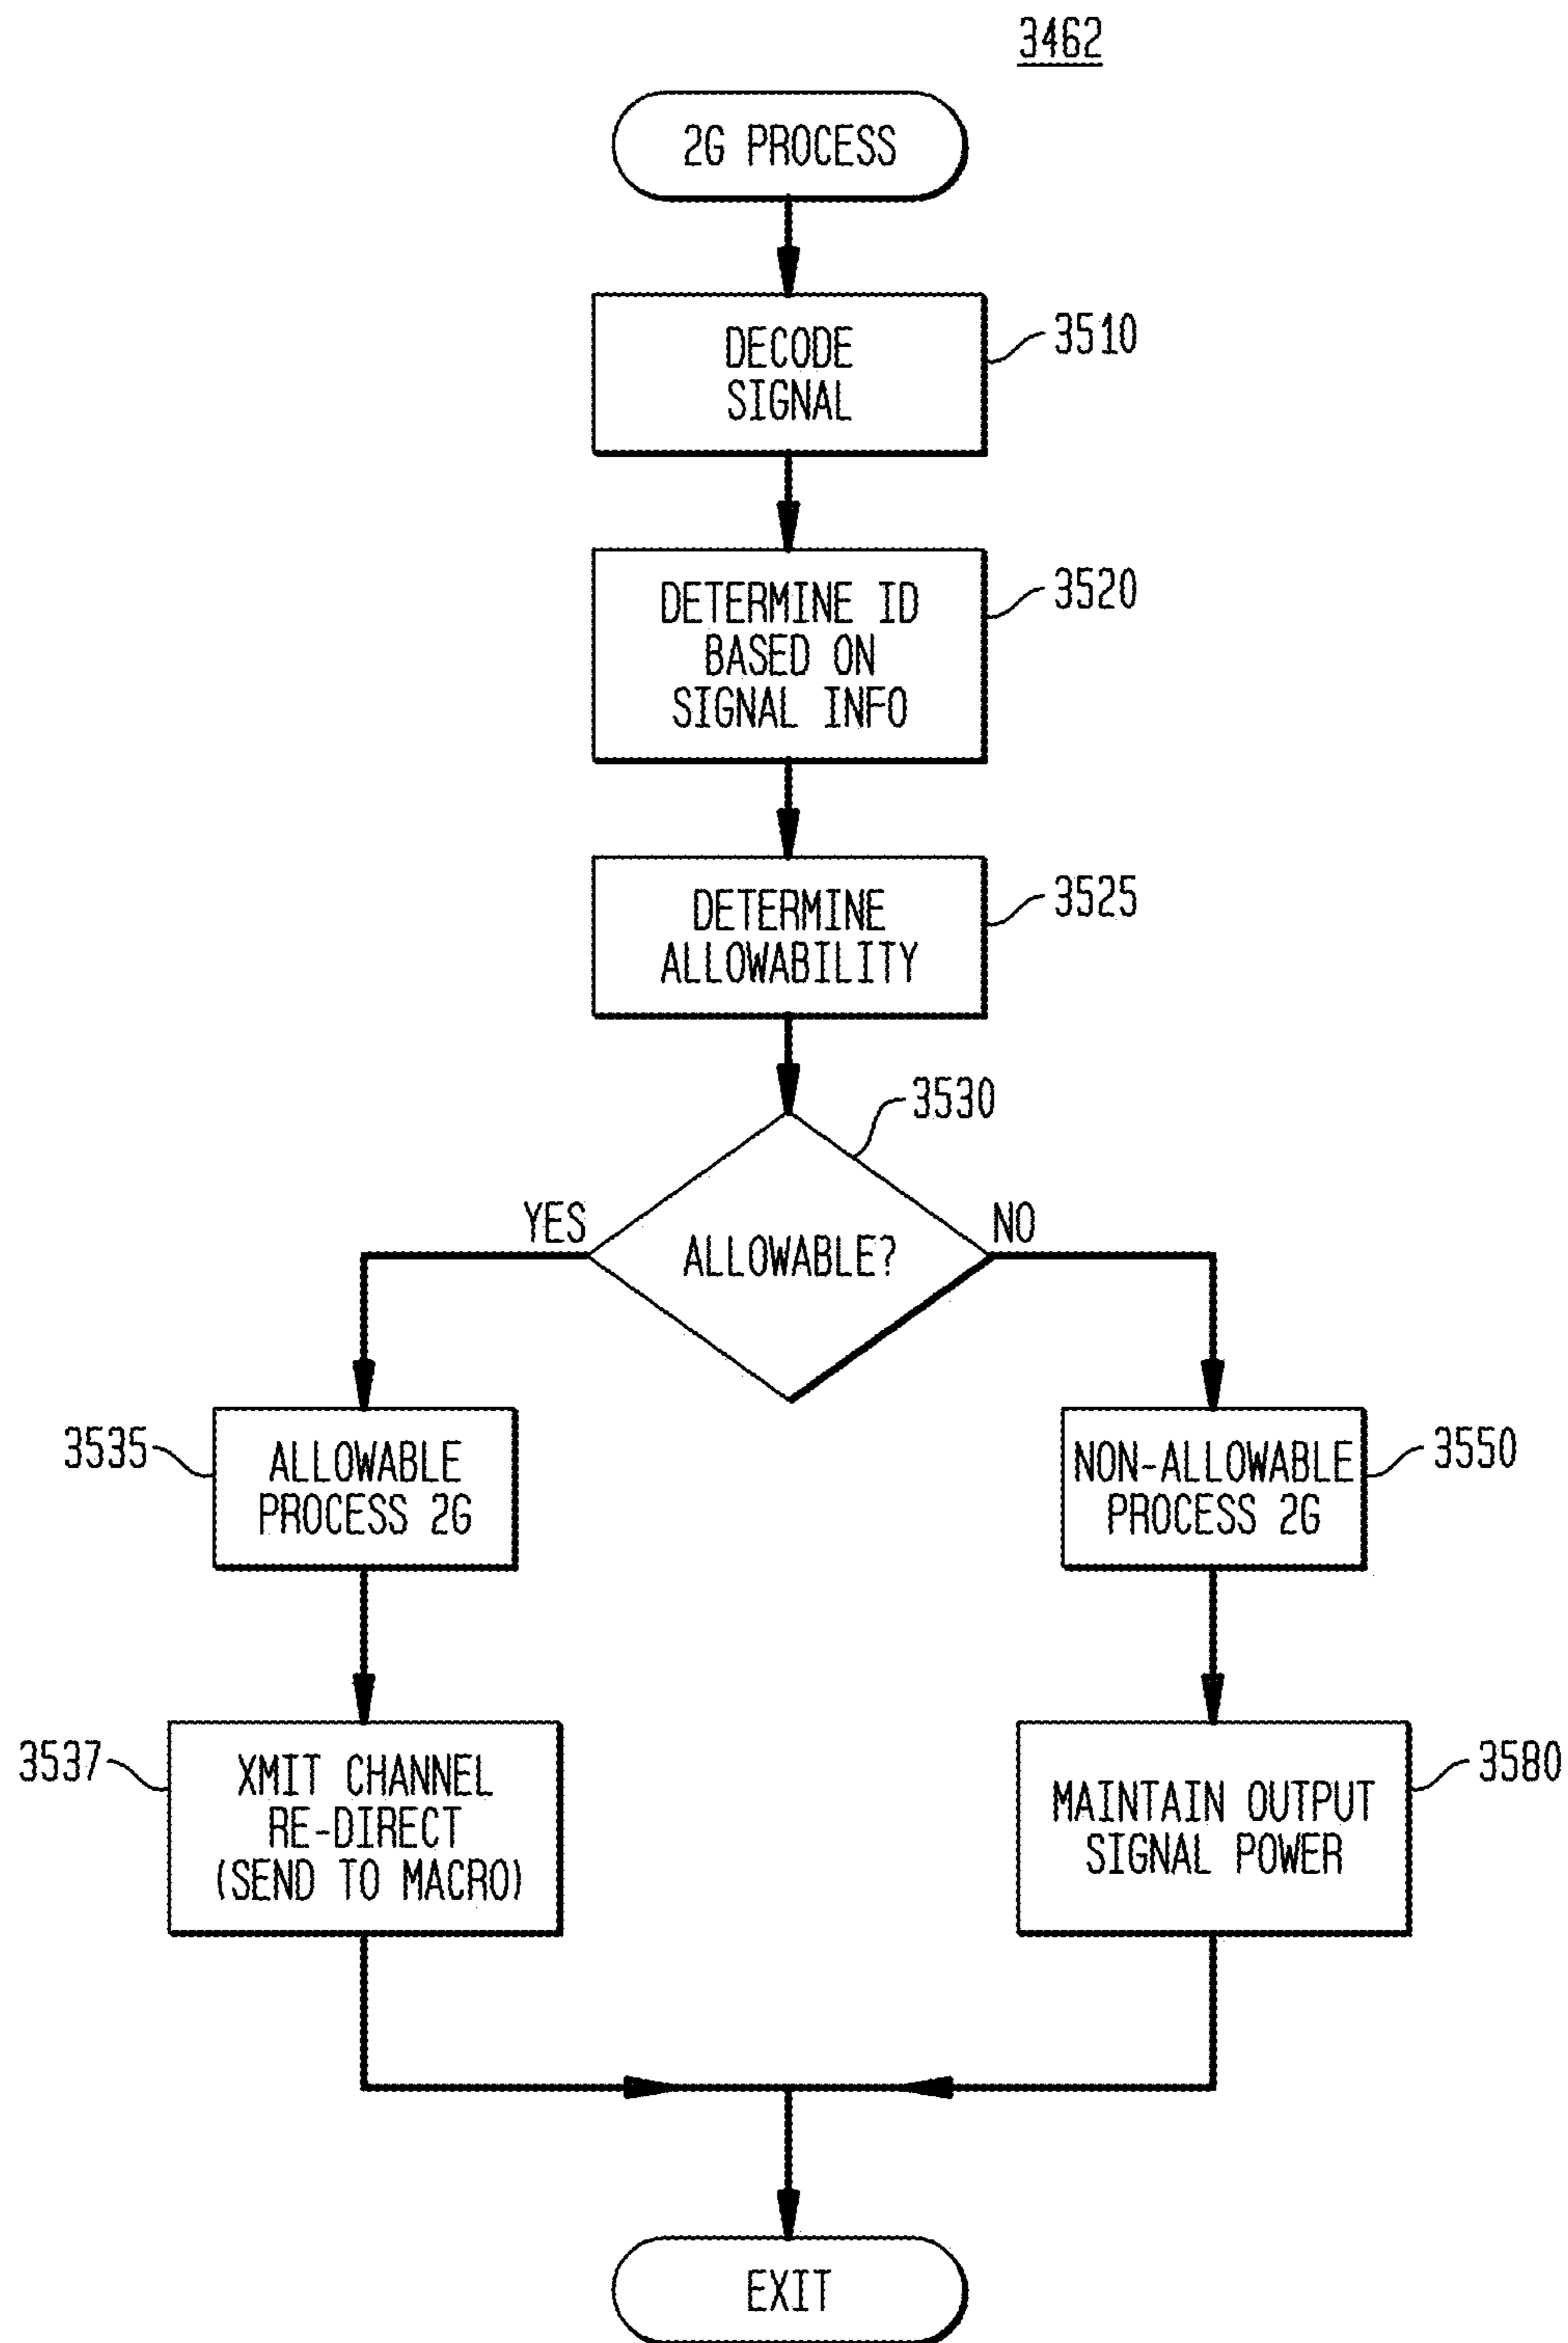 3462
2G PROCESS
DECODE
SIGNAL
3510
DETERMINE ID
BASED ON
SIGNAL INFO
3520
DETERMINE
ALLOWABILITY
3525
3530
ALLOWABLE?
YES
NO
3535
ALLOWABLE
PROCESS 2G
NON-ALLOWABLE
PROCESS 2G
3550
3537
XMIT CHANNEL
RE-DIRECT
(SEND TO MACRO)
MAINTAIN OUTPUT
SIGNAL POWER
3580
EXIT